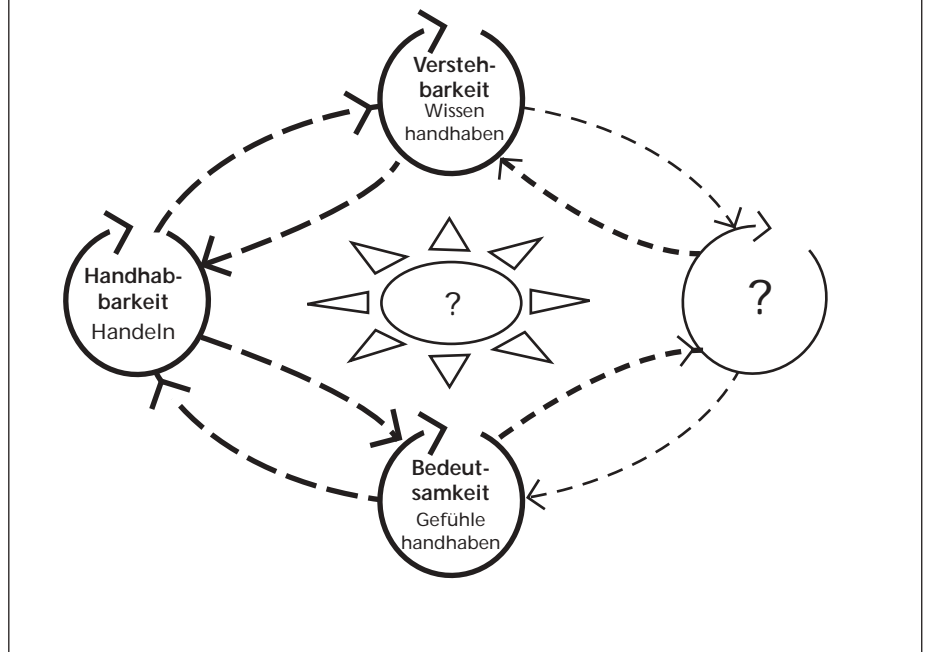 Versteh-
barkeit
Wissen
handhaben
Handhab-
barkeit
Handeln
?
?
Bedeut-
samkeit
Gefühle
handhaben